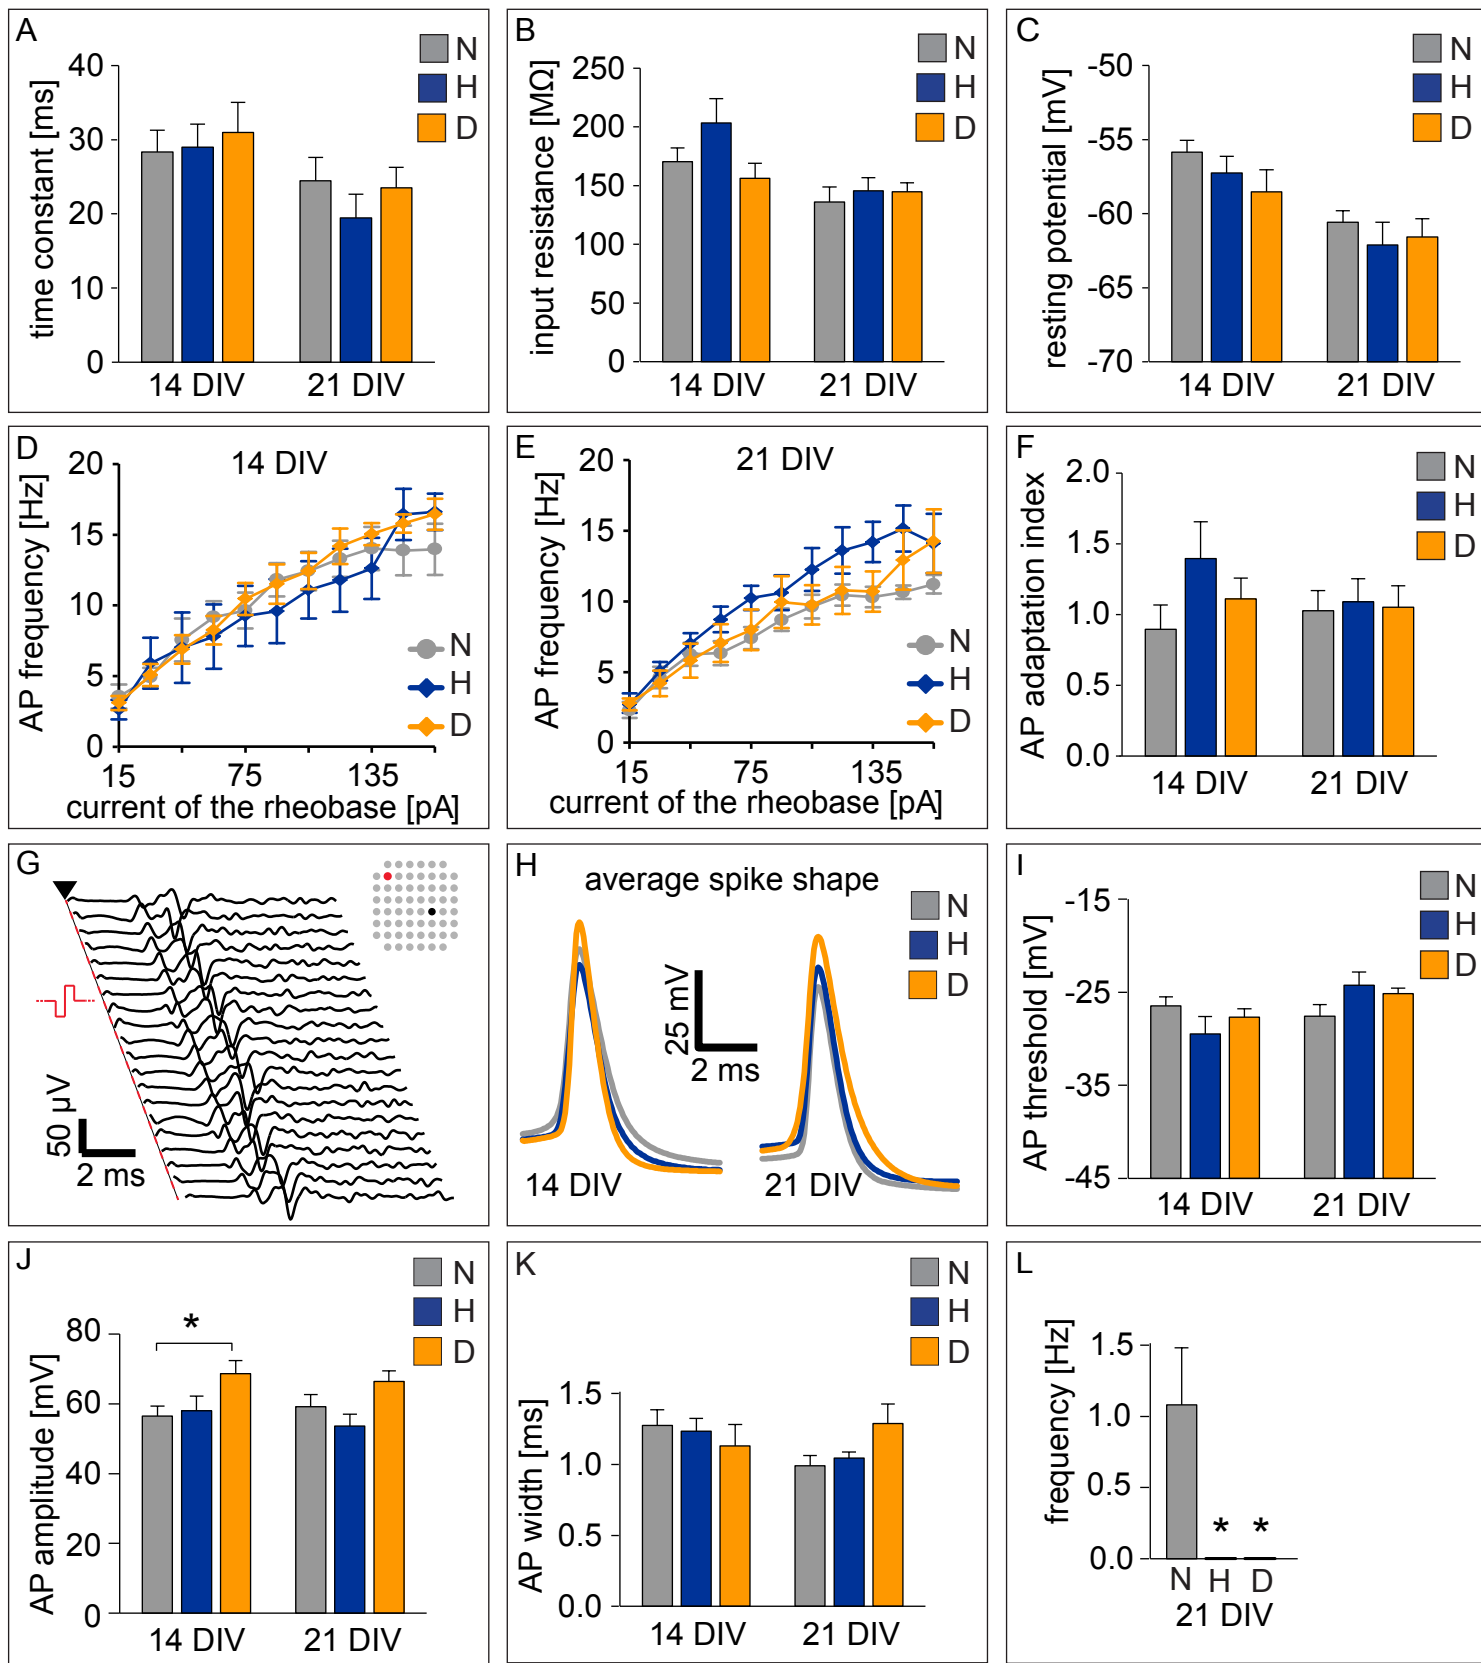 A
N
H
D
time constant [ms]
40
30
20
10
0
14 DIV
21 DIV
B
N
H
D
input resistance [MΩ]
250
200
150
100
50
0
14 DIV
21 DIV
C
N
H
D
resting potential [mV]
-50
-55
-60
-65
-70
14 DIV
21 DIV
D
14 DIV
AP frequency [Hz]
20
15
10
5
0
N
H
D
15
75
135
current of the rheobase [pA]
E
21 DIV
AP frequency [Hz]
20
15
10
5
0
N
H
D
15
75
135
current of the rheobase [pA]
F
N
H
D
AP adaptation index
2.0
1.5
1.0
0.5
0.0
14 DIV
21 DIV
G
50 µV
2 ms
H
average spike shape
N
H
D
25 mV
2 ms
14 DIV
21 DIV
I
N
H
D
AP threshold [mV]
-15
-25
-35
-45
14 DIV
21 DIV
J
N
H
D
*
AP amplitude [mV]
80
60
40
20
0
14 DIV
21 DIV
K
N
H
D
AP width [ms]
1.5
1.0
0.5
0.0
14 DIV
21 DIV
L
frequency [Hz]
1.5
1.0
0.5
0.0
* *
N H D
21 DIV